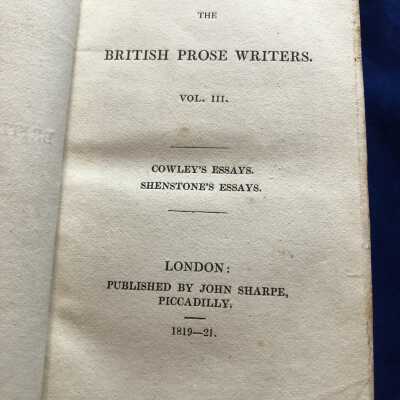 THE
BRITISH PROSE WRITERS.
VOL. III.
COWLEY'S ESSAYS.
SHENSTONE'S ESSAYS.
LONDON:
PUBLISHED BY JOHN SHARPE,
PICCADILLY.
1819—21.